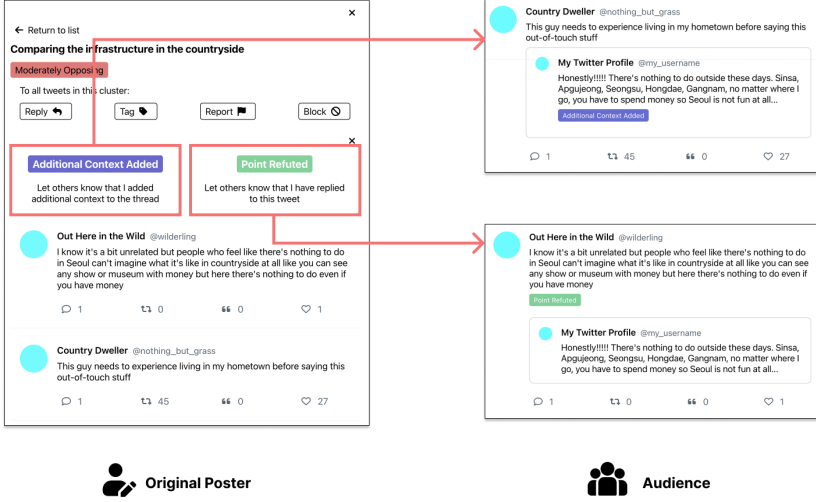 Return to list
Comparing the infrastructure in the countryside
Moderately Opposing
To all tweets in this cluster:
Reply
Tag
Report
Block
Additional Context Added
Let others know that I added
additional context to the thread
Point Refuted
Let others know that I have replied
to this tweet
Out Here in the Wild @wilderling
I know it's a bit unrelated but people who feel like there's nothing to do
in Seoul can't imagine what it's like in countryside at all like you can see
any show or museum with money but here there's nothing to do even if
you have money
1 0 0 1
Country Dweller @nothing_but_grass
This guy needs to experience living in my hometown before saying this
out-of-touch stuff
1 45 0 27
Original Poster
Country Dweller @nothing_but_grass
This guy needs to experience living in my hometown before saying this
out-of-touch stuff
My Twitter Profile @my_username
Honestly!!!!! There's nothing to do outside these days. Sinsa,
Apgujeong, Seongsu, Hongdae, Gangnam, no matter where I
go, you have to spend money so Seoul is not fun at all...
Additional Context Added
1 45 0 27
Out Here in the Wild @wilderling
I know it's a bit unrelated but people who feel like there's nothing to do
in Seoul can't imagine what it's like in countryside at all like you can see
any show or museum with money but here there's nothing to do even if
you have money
Point Refuted
My Twitter Profile @my_username
Honestly!!!!! There's nothing to do outside these days. Sinsa,
Apgujeong, Seongsu, Hongdae, Gangnam, no matter where I
go, you have to spend money so Seoul is not fun at all...
1 0 0 1
Audience